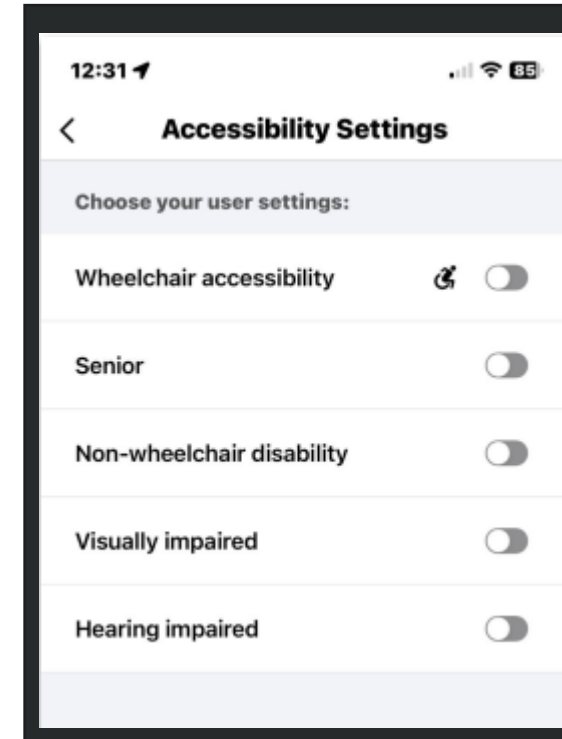 12:31
85
Accessibility Settings
Choose your user settings:
Wheelchair accessibility
Senior
Non-wheelchair disability
Visually impaired
Hearing impaired